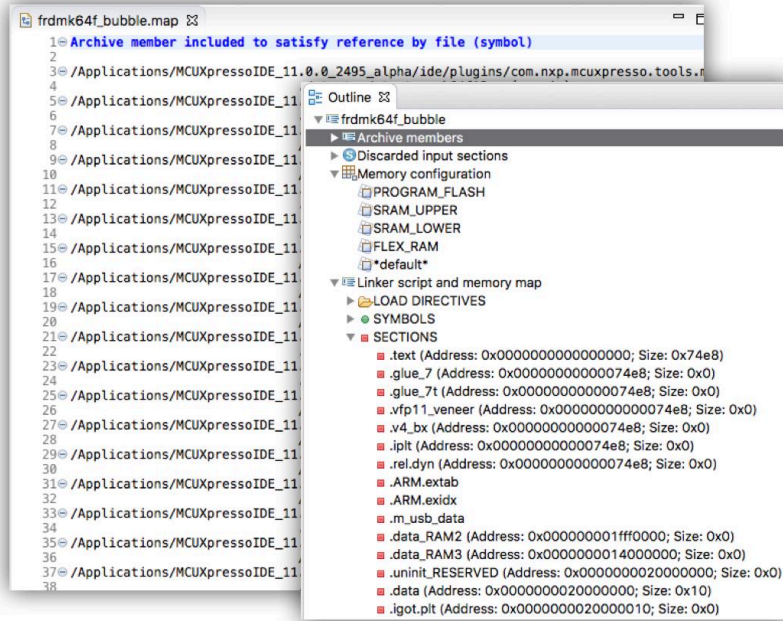 frdmk64f_bubble.map
1 Archive member included to satisfy reference by file (symbol)
2
3 /Applications/MCUXpressoIDE_11.0.0_2495_alpha/ide/plugins/com.nxp.mcuxpresso.tools.
4
5 /Applications/MCUXpressoIDE_11.
6
7 /Applications/MCUXpressoIDE_11.
8
9 /Applications/MCUXpressoIDE_11.
10
11 /Applications/MCUXpressoIDE_11.
12
13 /Applications/MCUXpressoIDE_11.
14
15 /Applications/MCUXpressoIDE_11.
16
17 /Applications/MCUXpressoIDE_11.
18
19 /Applications/MCUXpressoIDE_11.
20
21 /Applications/MCUXpressoIDE_11.
22
23 /Applications/MCUXpressoIDE_11.
24
25 /Applications/MCUXpressoIDE_11.
26
27 /Applications/MCUXpressoIDE_11.
28
29 /Applications/MCUXpressoIDE_11.
30
31 /Applications/MCUXpressoIDE_11.
32
33 /Applications/MCUXpressoIDE_11.
34
35 /Applications/MCUXpressoIDE_11.
36
37 /Applications/MCUXpressoIDE_11.
38
Outline
frdmk64f_bubble
Archive members
Discarded input sections
Memory configuration
PROGRAM_FLASH
SRAM_UPPER
SRAM_LOWER
FLEX_RAM
*default*
Linker script and memory map
LOAD DIRECTIVES
SYMBOLS
SECTIONS
.text (Address: 0x0000000000000000; Size: 0x74e8)
.glue_7 (Address: 0x00000000000074e8; Size: 0x0)
.glue_7t (Address: 0x00000000000074e8; Size: 0x0)
.vfp11_veneer (Address: 0x00000000000074e8; Size: 0x0)
.v4_bx (Address: 0x00000000000074e8; Size: 0x0)
.iplt (Address: 0x00000000000074e8; Size: 0x0)
.rel.dyn (Address: 0x00000000000074e8; Size: 0x0)
.ARM.extab
.ARM.exidx
.m_usb_data
.data_RAM2 (Address: 0x000000001fff0000; Size: 0x0)
.data_RAM3 (Address: 0x0000000014000000; Size: 0x0)
.uninit_RESERVED (Address: 0x0000000020000000; Size: 0x0)
.data (Address: 0x0000000020000000; Size: 0x10)
.igot.plt (Address: 0x0000000020000010; Size: 0x0)